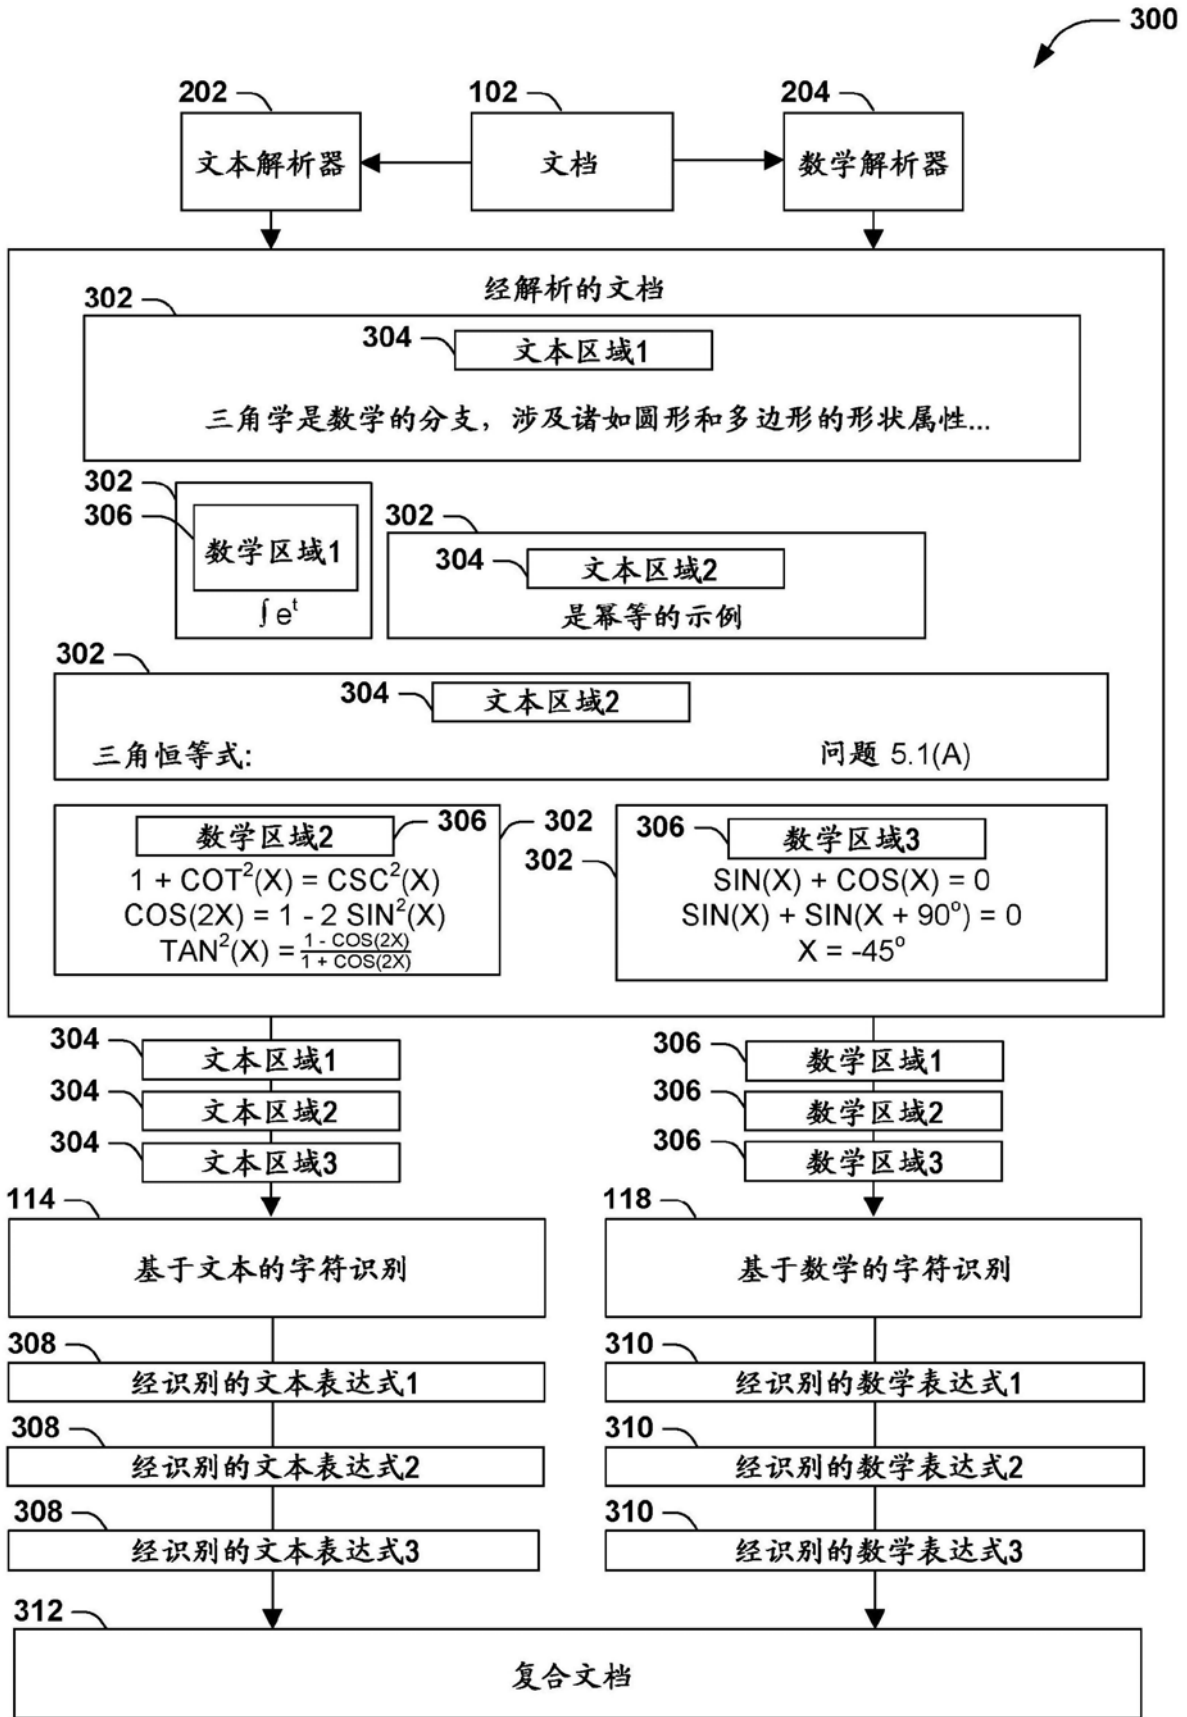 300
202
102
204
文本解析器
文档
数学解析器
经解析的文档
302
304
文本区域1
三角学是数学的分支，涉及诸如圆形和多边形的形状属性...
302
306
数学区域1
∫ eᵗ
302
304
文本区域2
是幂等的示例
302
304
文本区域2
三角恒等式:
问题 5.1(A)
数学区域2
306
302
1 + COT²(X) = CSC²(X)
COS(2X) = 1 - 2 SIN²(X)
TAN²(X) = (1 - COS(2X))/(1 + COS(2X))
306
302
数学区域3
SIN(X) + COS(X) = 0
SIN(X) + SIN(X + 90°) = 0
X = -45°
304
文本区域1
304
文本区域2
304
文本区域3
306
数学区域1
306
数学区域2
306
数学区域3
114
基于文本的字符识别
118
基于数学的字符识别
308
经识别的文本表达式1
308
经识别的文本表达式2
308
经识别的文本表达式3
310
经识别的数学表达式1
310
经识别的数学表达式2
310
经识别的数学表达式3
312
复合文档